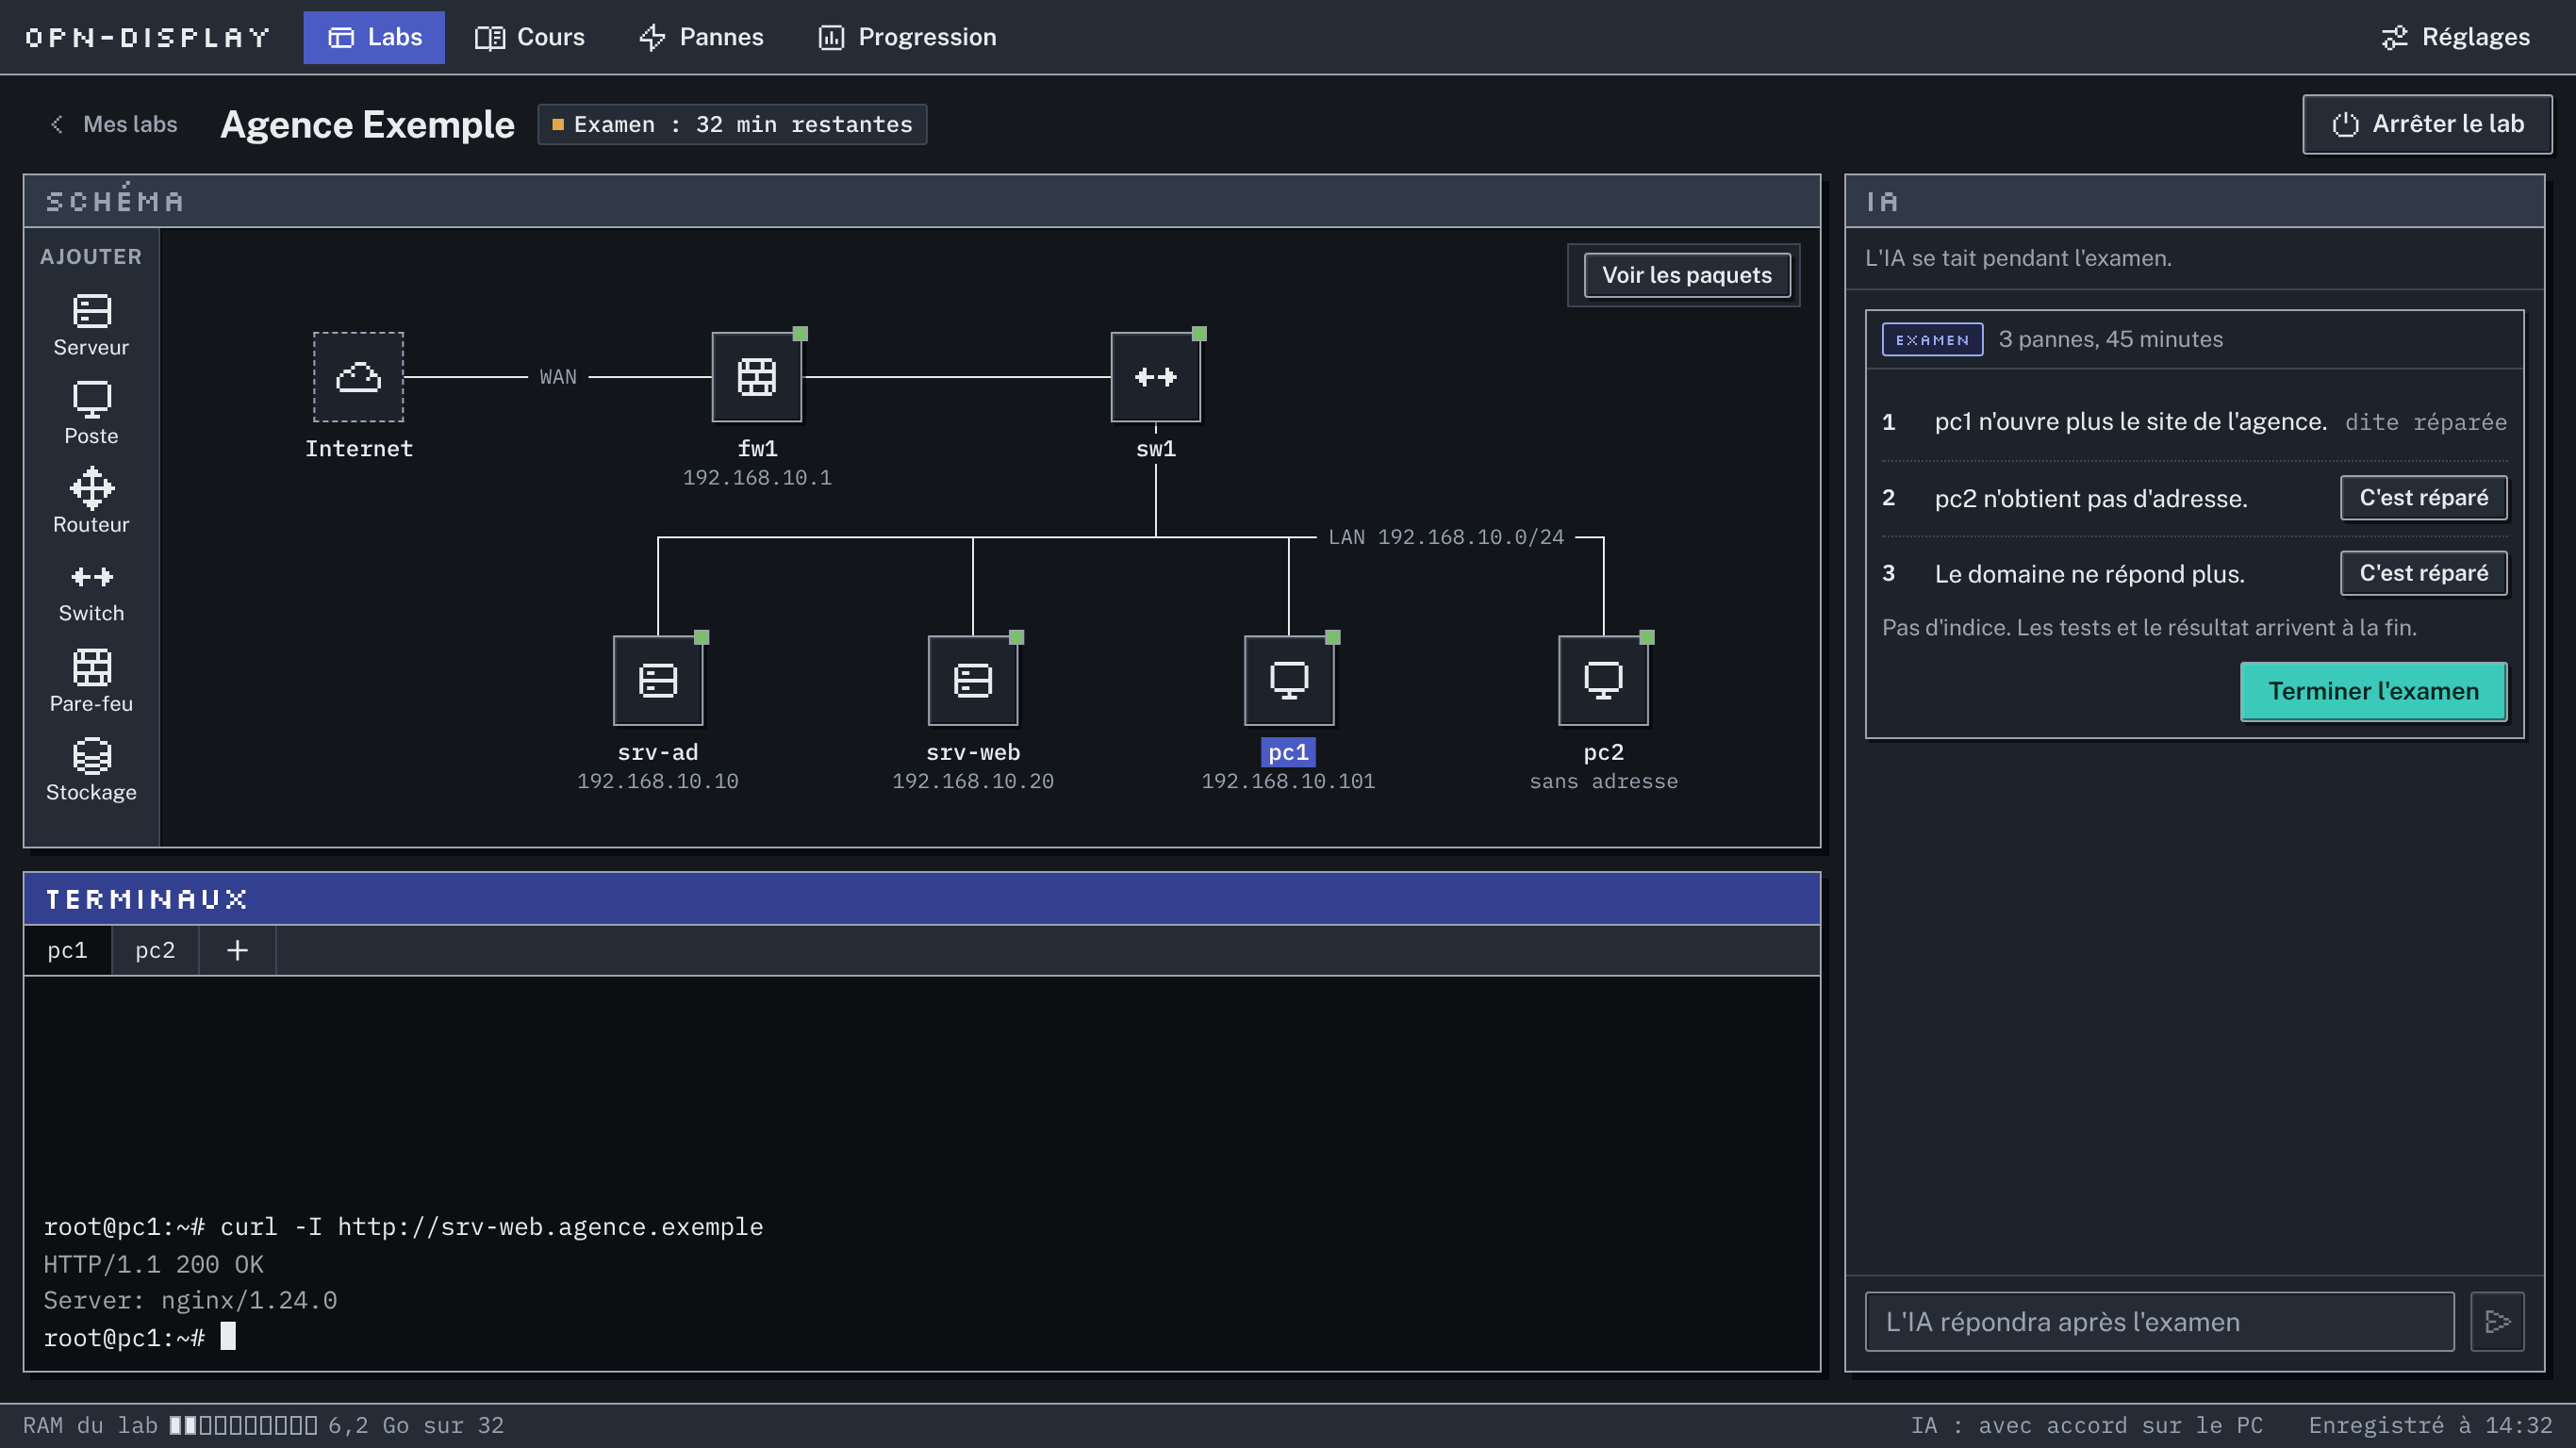 OPN-DISPLAY
Labs
Cours
Pannes
Progression
Réglages
Mes labs
Agence Exemple
Examen : 32 min restantes
Arrêter le lab
SCHÉMA
AJOUTER
Serveur
Poste
Routeur
Switch
Pare-feu
Stockage
Voir les paquets
WAN
Internet
fw1
192.168.10.1
sw1
LAN 192.168.10.0/24
srv-ad
192.168.10.10
srv-web
192.168.10.20
pc1
192.168.10.101
pc2
sans adresse
TERMINAUX
pc1
pc2
+
root@pc1:~# curl -I http://srv-web.agence.exemple
HTTP/1.1 200 OK
Server: nginx/1.24.0
root@pc1:~#
IA
L'IA se tait pendant l'examen.
EXAMEN
3 pannes, 45 minutes
1 pc1 n'ouvre plus le site de l'agence. dite réparée
2 pc2 n'obtient pas d'adresse. C'est réparé
3 Le domaine ne répond plus. C'est réparé
Pas d'indice. Les tests et le résultat arrivent à la fin.
Terminer l'examen
L'IA répondra après l'examen
RAM du lab 6,2 Go sur 32
IA : avec accord sur le PC
Enregistré à 14:32